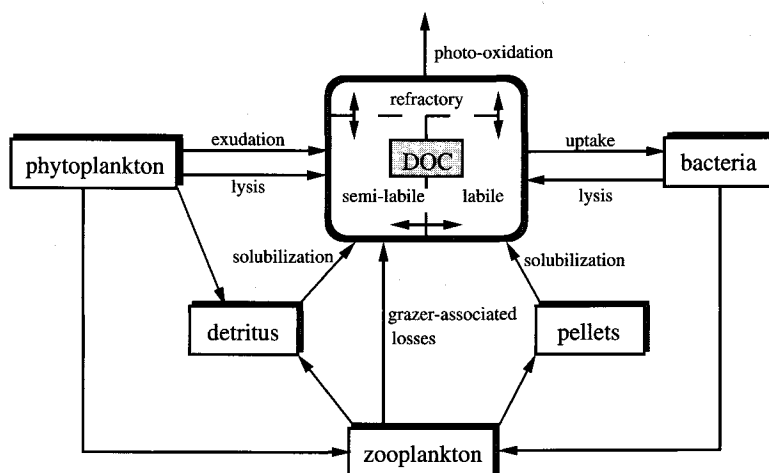 photo-oxidation
refractory
exudation
uptake
phytoplankton
DOC
bacteria
lysis
semi-labile
labile
lysis
solubilization
solubilization
detritus
grazer-associated
losses
pellets
zooplankton